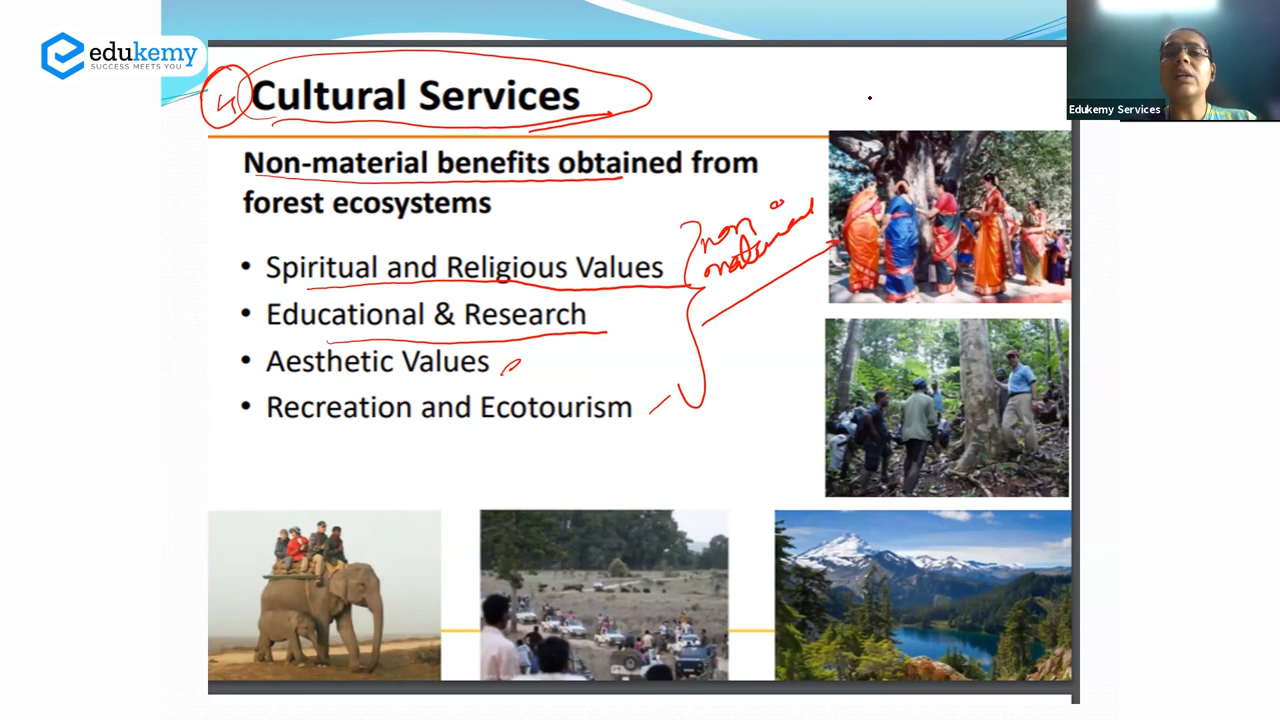 edukemy
SUCCESS MEETS YOU
4
Cultural Services
Edukemy Services
Non-material benefits obtained from
forest ecosystems
non
material
• Spiritual and Religious Values
• Educational & Research
• Aesthetic Values
• Recreation and Ecotourism